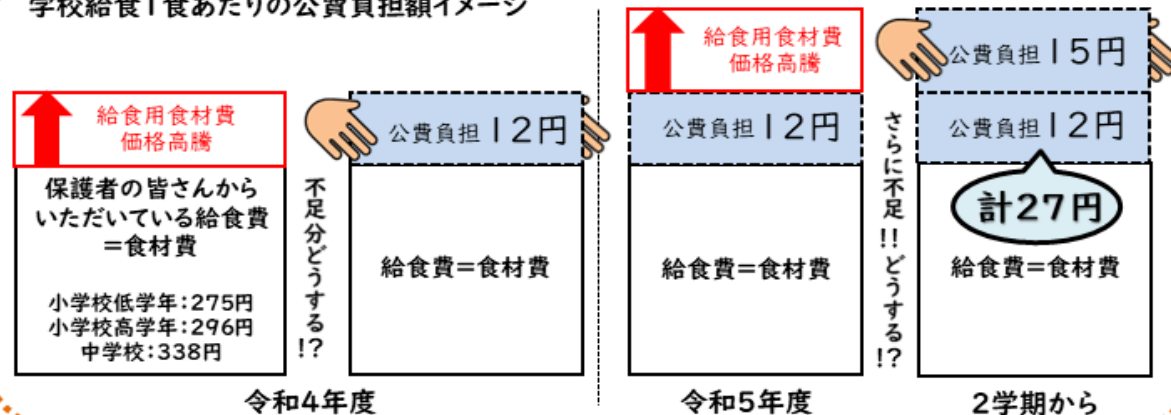 学校給食1食あたりの公費負担額イメージ
給食用食材費
価格高騰
保護者の皆さんから
いただいている給食費
＝食材費
小学校低学年：275円
小学校高学年：296円
中学校：338円
不足分どうする!?
公費負担12円
給食費＝食材費
令和4年度
給食用食材費
価格高騰
公費負担12円
給食費＝食材費
令和5年度
さらに不足!!どうする!?
公費負担15円
公費負担12円
計27円
給食費＝食材費
2学期から